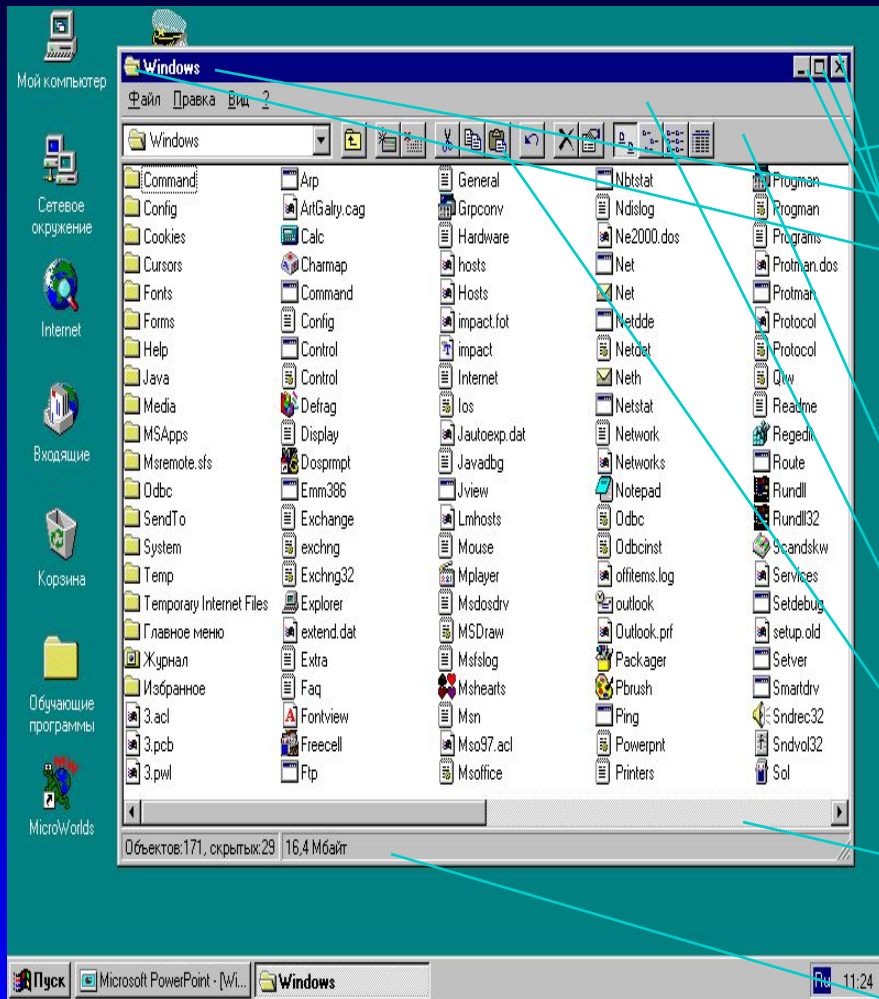 Мой компьютер
Сетевое
окружение
Internet
Входящие
Корзина
Обучающие
программы
MicroWorlds
Windows
Файл Правка Вид ?
Windows
Command
Config
Cookies
Cursors
Fonts
Forms
Help
Java
Media
MSApps
Msremote.sfs
Odbc
SendTo
System
Temp
Temporary Internet Files
Главное меню
Журнал
Избранное
3.acl
3.pcb
3.pwl
Arp
ArtGalry.cag
Calc
Charmap
Command
Config
Control
Control
Defrag
Display
Dosprmpt
Emm386
Exchange
exchng
Exchng32
Explorer
extend.dat
Extra
Faq
Fontview
Freecell
Ftp
General
Grpconv
Hardware
hosts
Hosts
impact.fot
impact
Internet
Ios
Jautoexp.dat
Javadbg
Jview
Lmhosts
Mouse
Mplayer
Msdosdrv
MSDraw
Msfslog
Mshearts
Msn
Mso97.acl
Msoffice
Nbtstat
Ndislog
Ne2000.dos
Net
Net
Netdde
Netdet
Neth
Netstat
Network
Networks
Notepad
Odbc
Odbcinst
offitems.log
outlook
Outlook.prf
Packager
Pbrush
Ping
Powerpnt
Printers
Progman
Progman
Programs
Protman.dos
Protman
Protocol
Protocol
Qtw
Readme
Regedit
Route
Rundll
Rundll32
Scandskw
Services
Setdebug
setup.old
Setver
Smartdrv
Sndrec32
Sndvol32
Sol
Объектов:171, скрытых:29 16,4 Мбайт
Пуск Microsoft PowerPoint - [Wi... Windows Ru 11:24